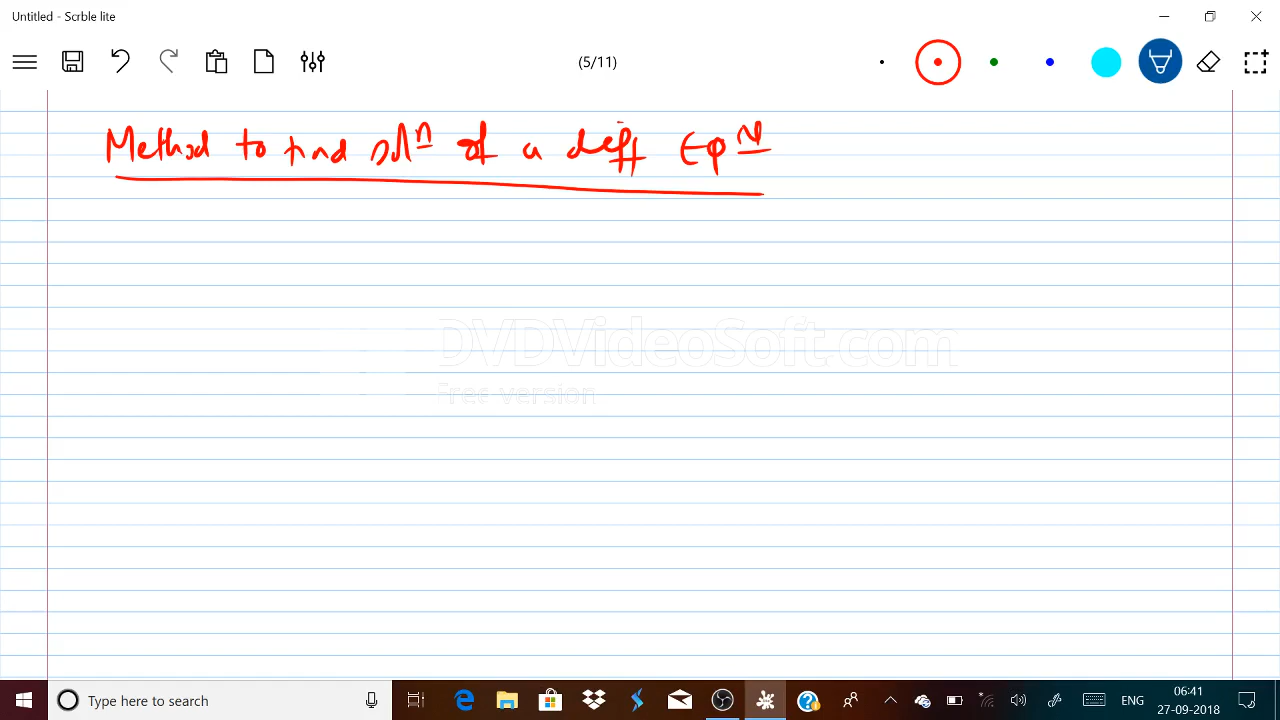 Untitled - Scrble lite
(5/11)
Method to find solⁿ of a diff Eqⁿ
DVDVideoSoft.com
Free version
Type here to search
ENG
06:41
27-09-2018